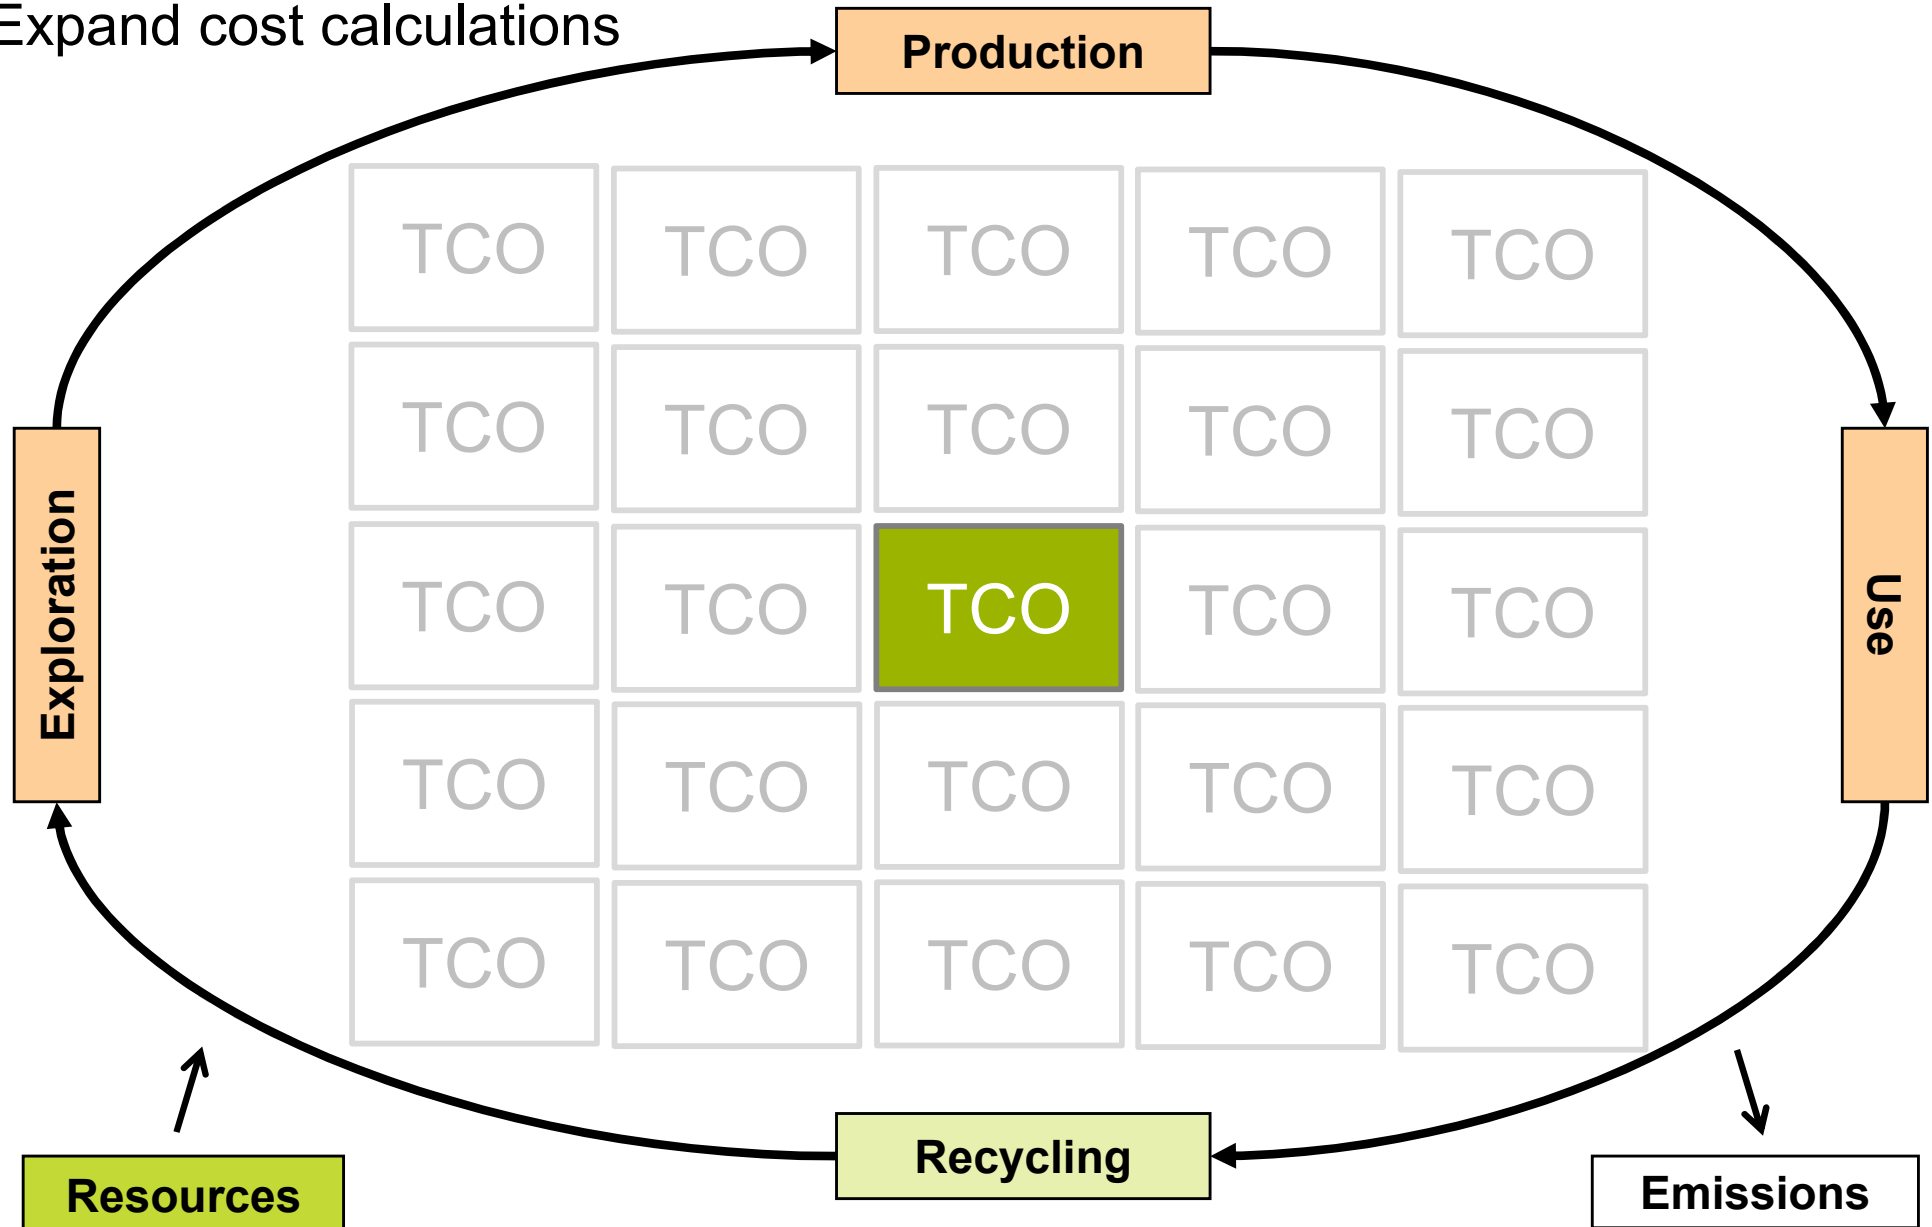 Expand cost calculations
Production
TCO TCO TCO TCO TCO
TCO TCO TCO TCO TCO
Exploration
TCO TCO TCO TCO TCO
Use
TCO TCO TCO TCO TCO
TCO TCO TCO TCO TCO
Recycling
Resources
Emissions